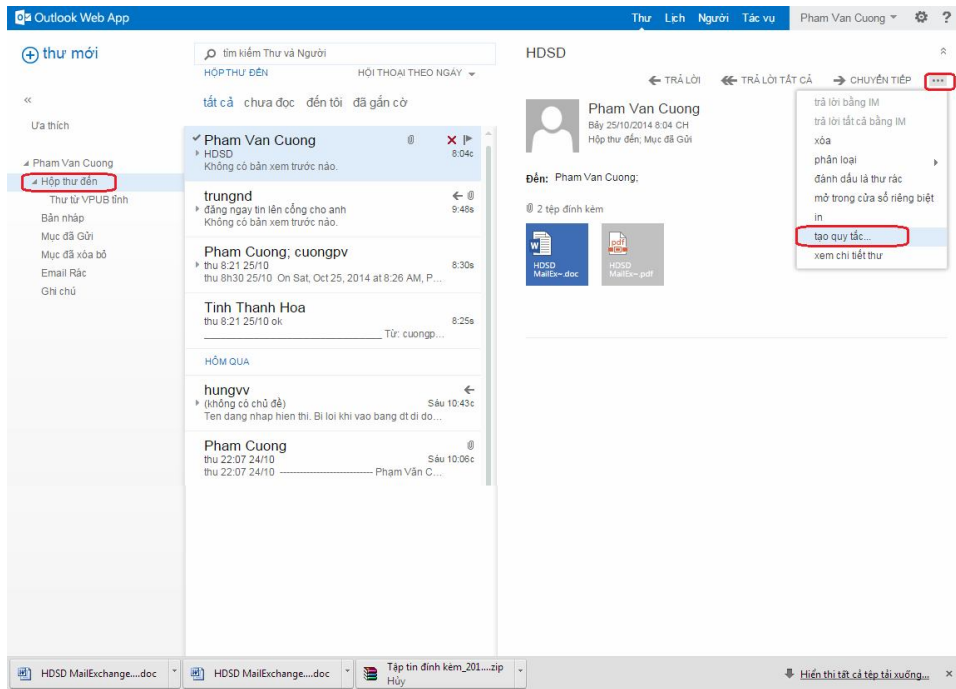 Outlook Web App
Thư Lịch Người Tác vụ Pham Van Cuong ?
thư mới
«
Ưa thích
Pham Van Cuong
Hộp thư đến
Thư từ VPUB tỉnh
Bản nháp
Mục đã Gửi
Mục đã xóa bỏ
Email Rác
Ghi chú
tìm kiếm Thư và Người
HỘP THƯ ĐẾN HỘI THOẠI THEO NGÀY
tất cả chưa đọc đến tôi đã gắn cờ
Pham Van Cuong
HDSD 8:04c
Không có bản xem trước nào.
trungnd
đăng ngay tin lên cổng cho anh 9:48s
Không có bản xem trước nào.
Pham Cuong; cuongpv
thu 8:21 25/10 8:30s
thu 8h30 25/10 On Sat, Oct 25, 2014 at 8:26 AM, P...
Tinh Thanh Hoa
thu 8:21 25/10 ok 8:25s
________________________________ Từ: cuongp...
HÔM QUA
hungvv
(không có chủ đề) Sáu 10:43c
Ten dang nhap hien thi. Bi loi khi vao bang dt di do...
Pham Cuong
thu 22:07 24/10 Sáu 10:06c
thu 22:07 24/10 --------------------------- Phạm Văn C...
HDSD
TRẢ LỜI TRẢ LỜI TẤT CẢ CHUYỂN TIẾP ...
Pham Van Cuong
Bảy 25/10/2014 8:04 CH
Hộp thư đến; Mục đã Gửi
Đến: Pham Van Cuong;
2 tệp đính kèm
HDSD
MailEx~.doc
pdf
HDSD
MailEx~.pdf
trả lời bằng IM
trả lời tất cả bằng IM
xóa
phân loại
đánh dấu là thư rác
mở trong cửa sổ riêng biệt
in
tạo quy tắc...
xem chi tiết thư
HDSD MailExchange....doc
HDSD MailExchange....doc
Tập tin đính kèm_201....zip
Hủy
Hiển thị tất cả tệp tải xuống...